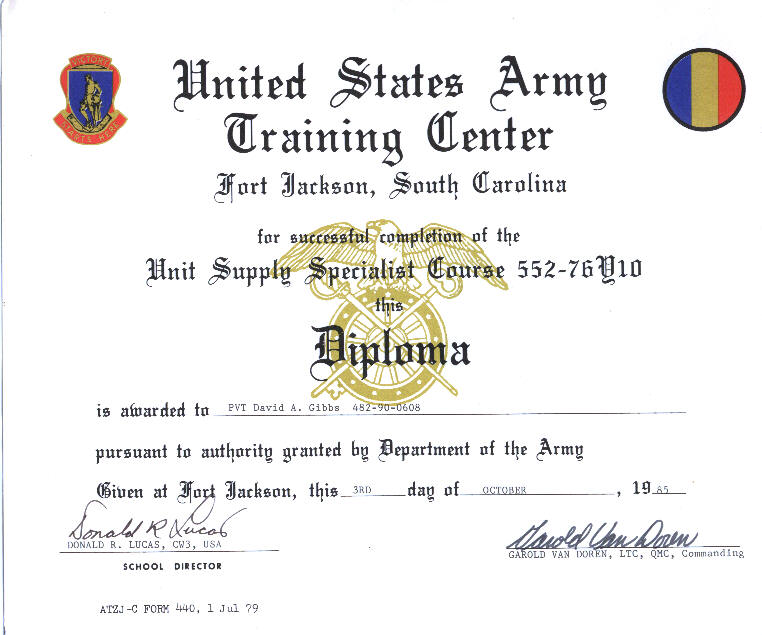 VICTORY
STARTS HERE
United States Army
Training Center
Fort Jackson, South Carolina
for successful completion of the
Unit Supply Specialist Course 552-76Y10
this
Diploma
is awarded to PVT David A. Gibbs 482-90-0608
pursuant to authority granted by Department of the Army
Given at Fort Jackson, this 3RD day of OCTOBER, 19 85
Donald R Lucas
DONALD R. LUCAS, CW3, USA
SCHOOL DIRECTOR
Garold Van Doren
GAROLD VAN DOREN, LTC, QMC, Commanding
ATZJ-C FORM 440, 1 Jul 79